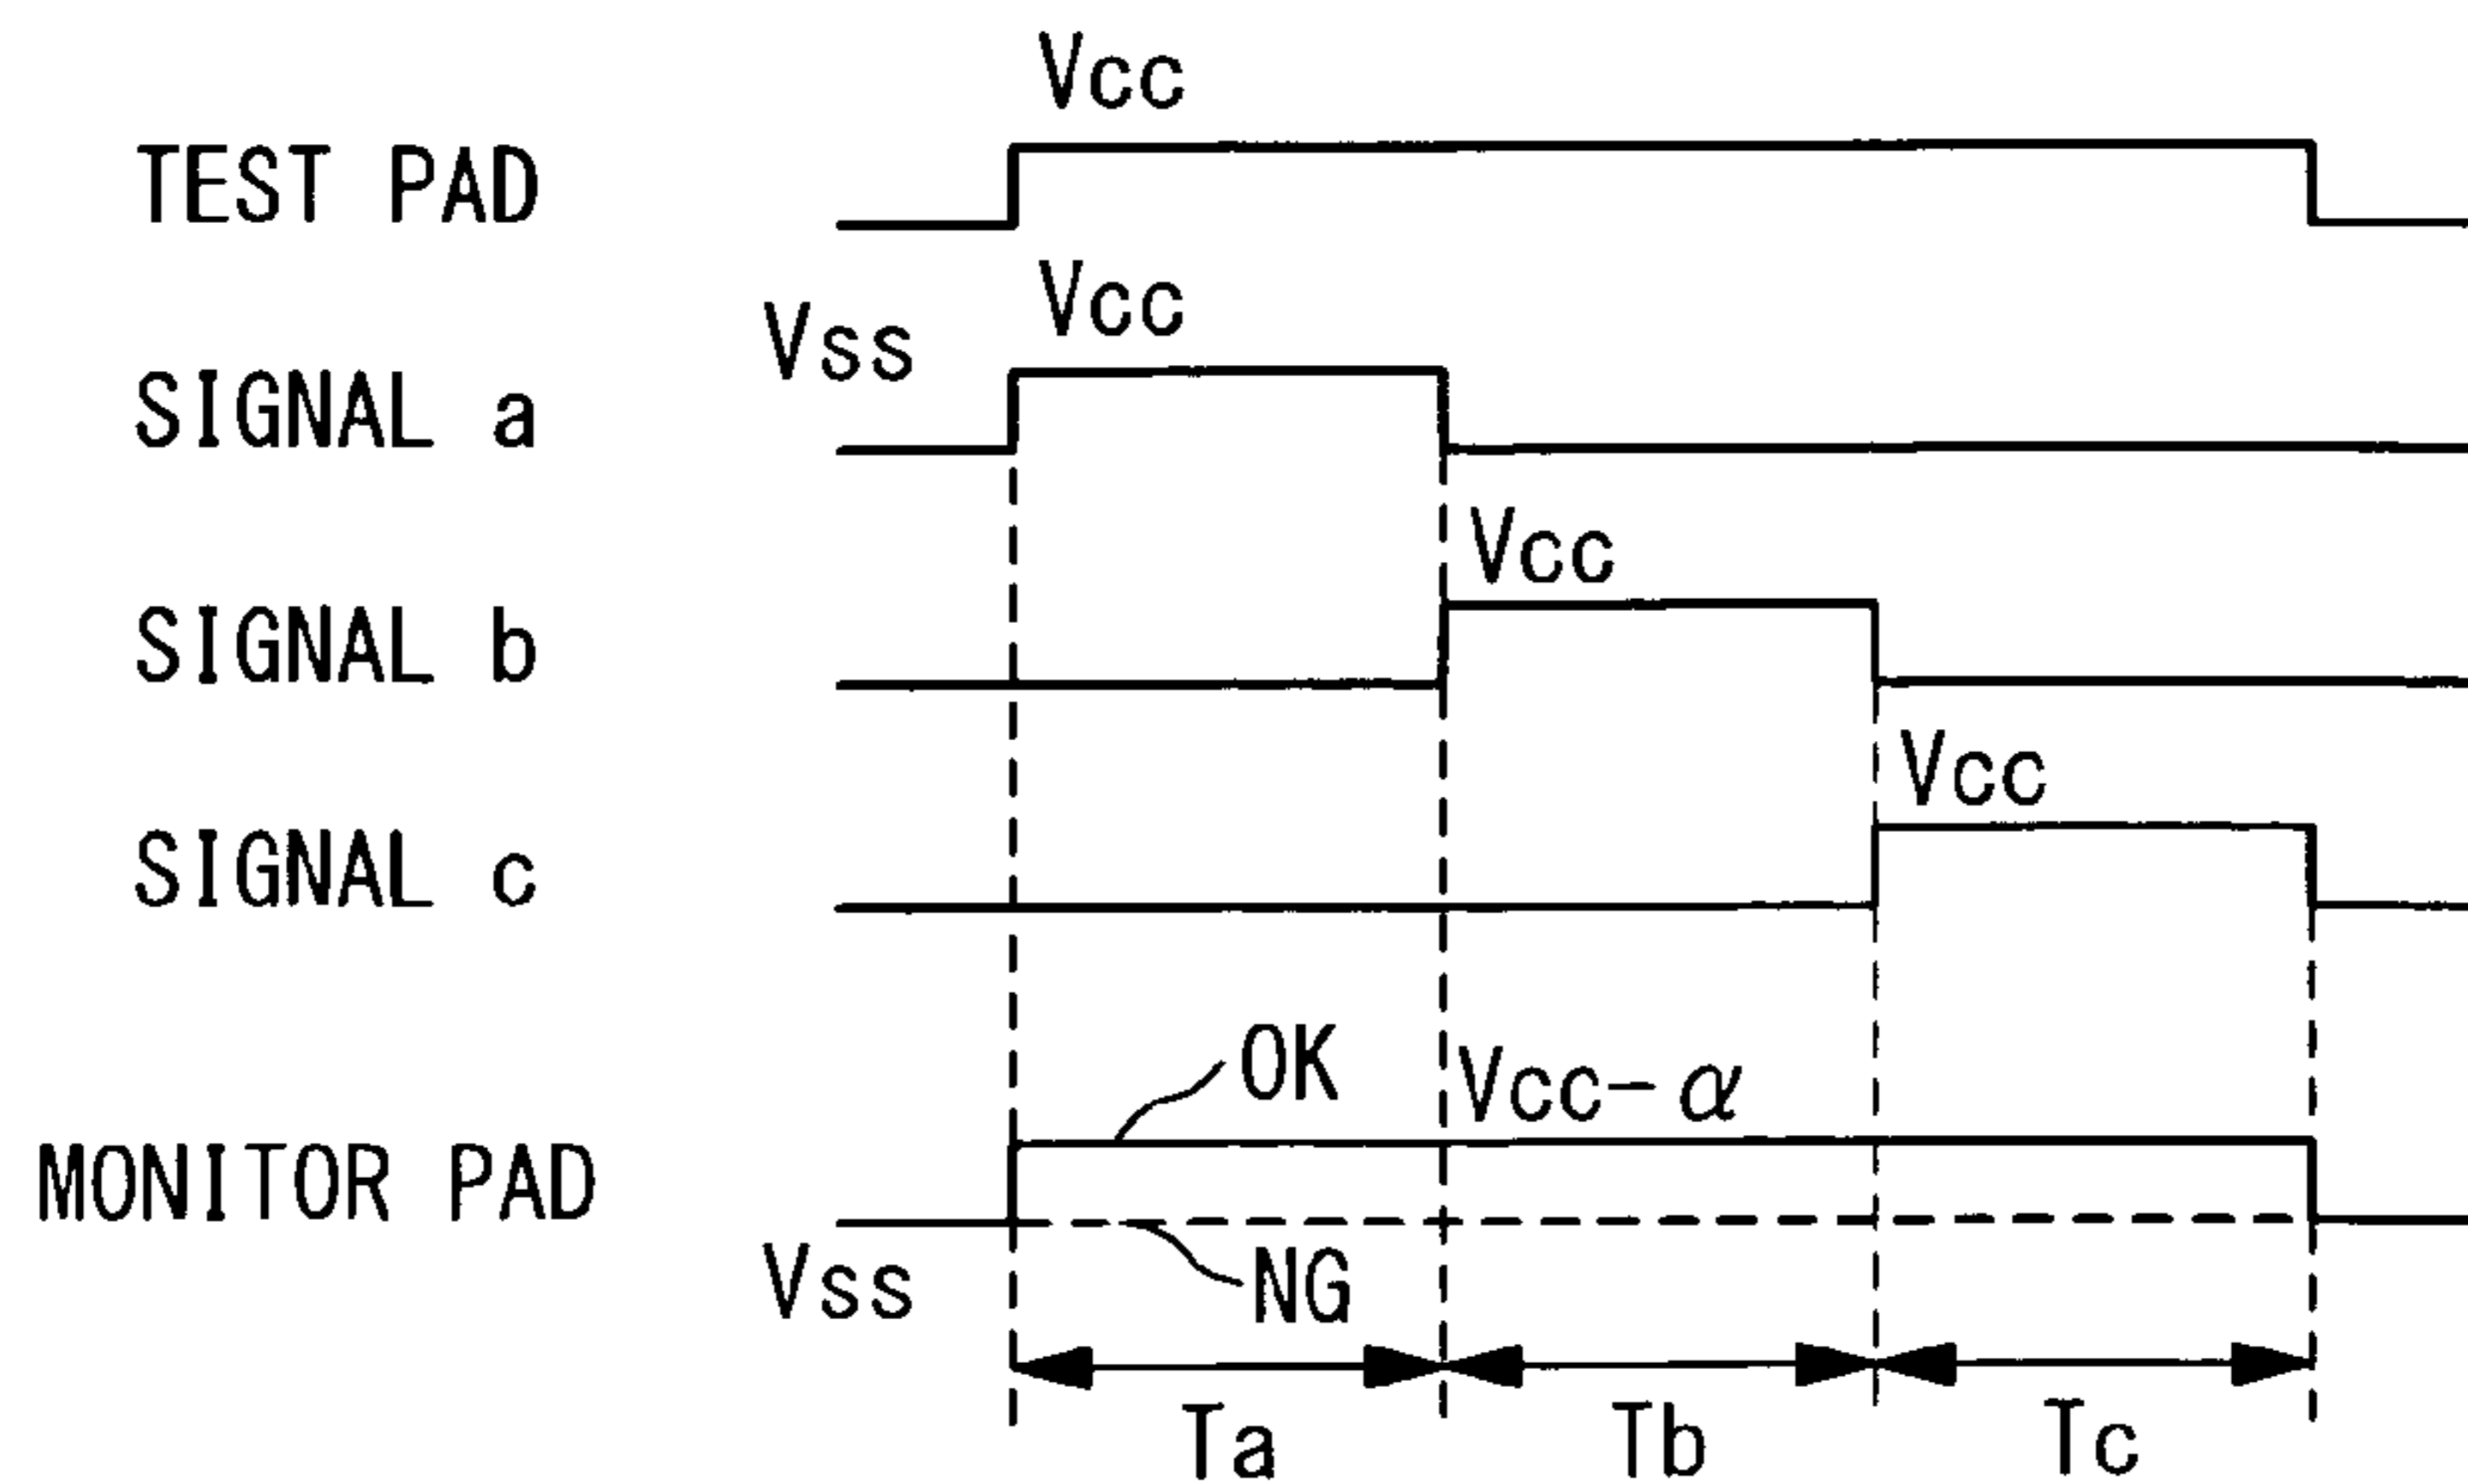 Vcc
TEST PAD
Vss
Vcc
SIGNAL a
Vcc
SIGNAL b
Vcc
SIGNAL c
OK
Vcc-α
MONITOR PAD
Vss
NG
Ta
Tb
Tc